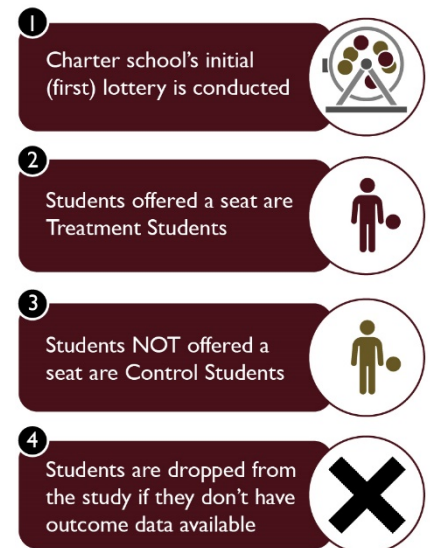 1
Charter school's initial
(first) lottery is conducted
2
Students offered a seat are
Treatment Students
3
Students NOT offered a
seat are Control Students
4
Students are dropped from
the study if they don't have
outcome data available